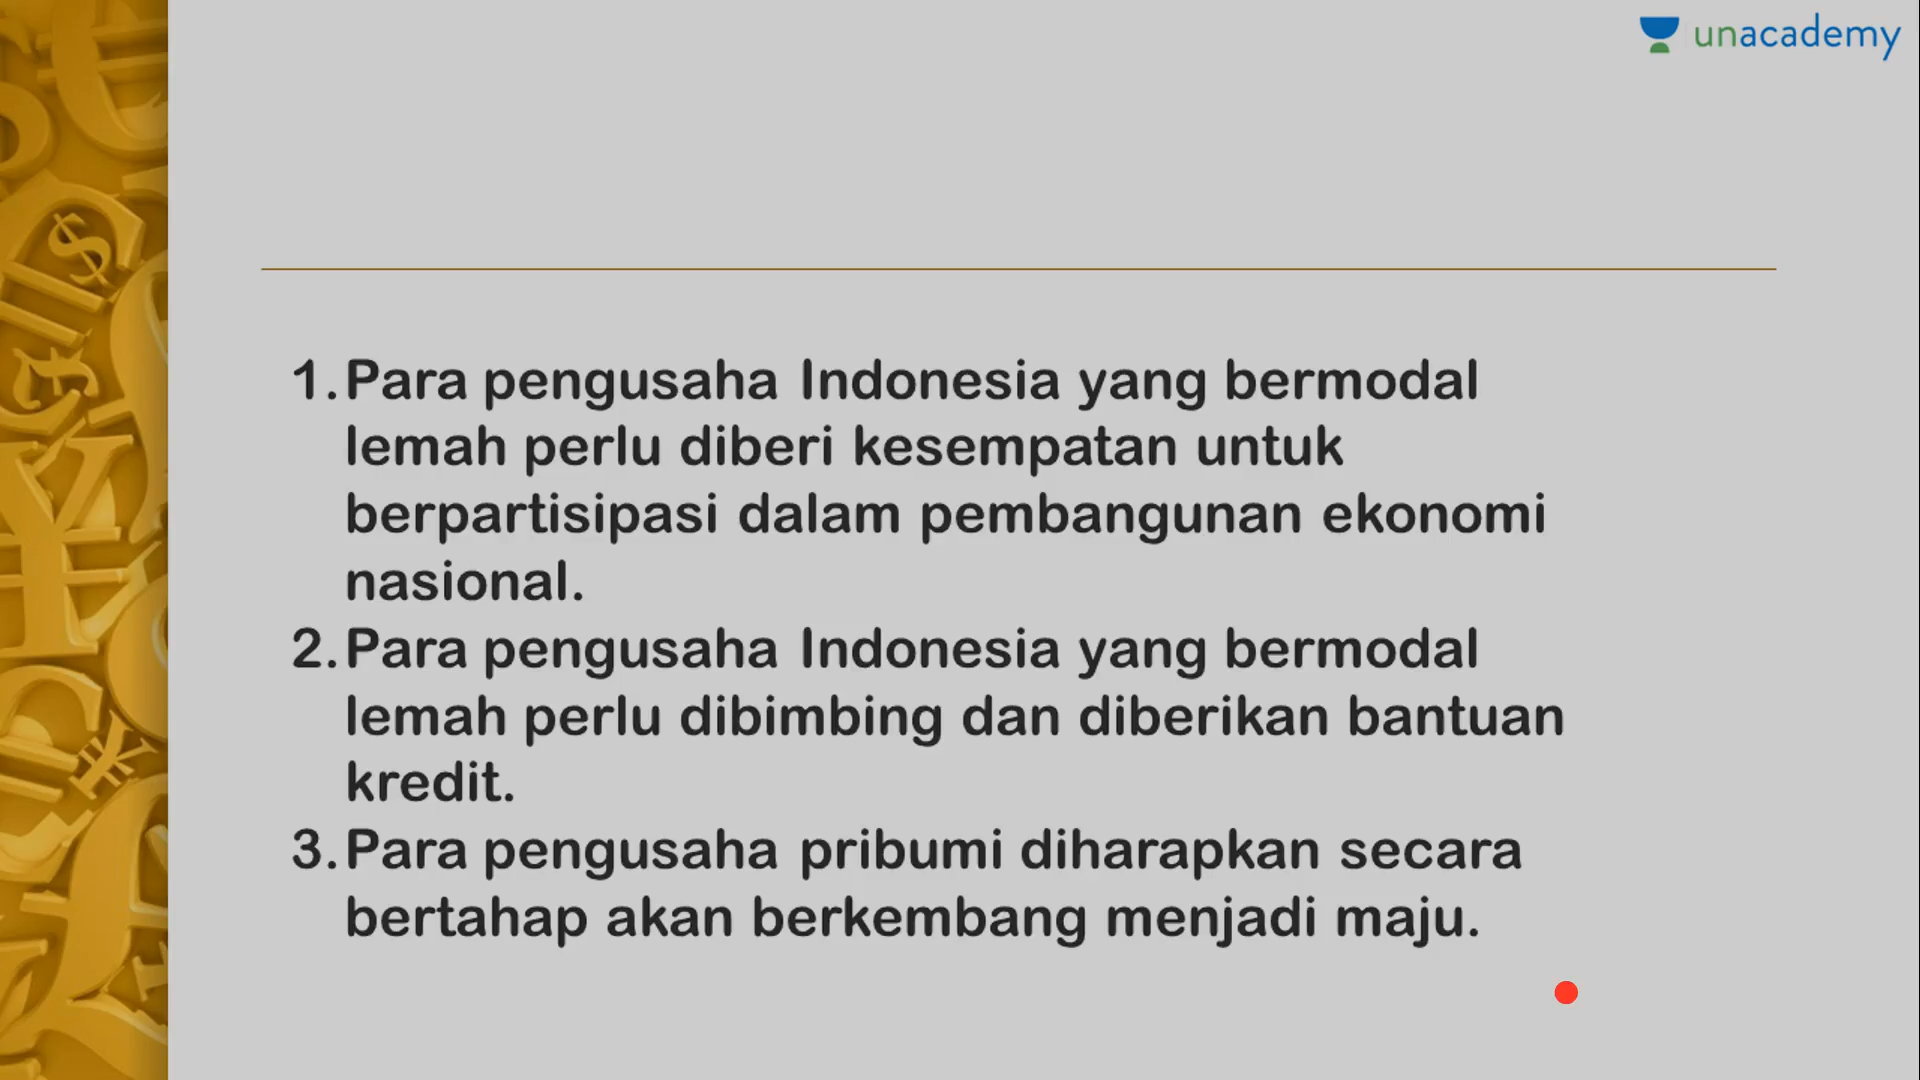 unacademy
1. Para pengusaha Indonesia yang bermodal
lemah perlu diberi kesempatan untuk
berpartisipasi dalam pembangunan ekonomi
nasional.
2. Para pengusaha Indonesia yang bermodal
lemah perlu dibimbing dan diberikan bantuan
kredit.
3. Para pengusaha pribumi diharapkan secara
bertahap akan berkembang menjadi maju.